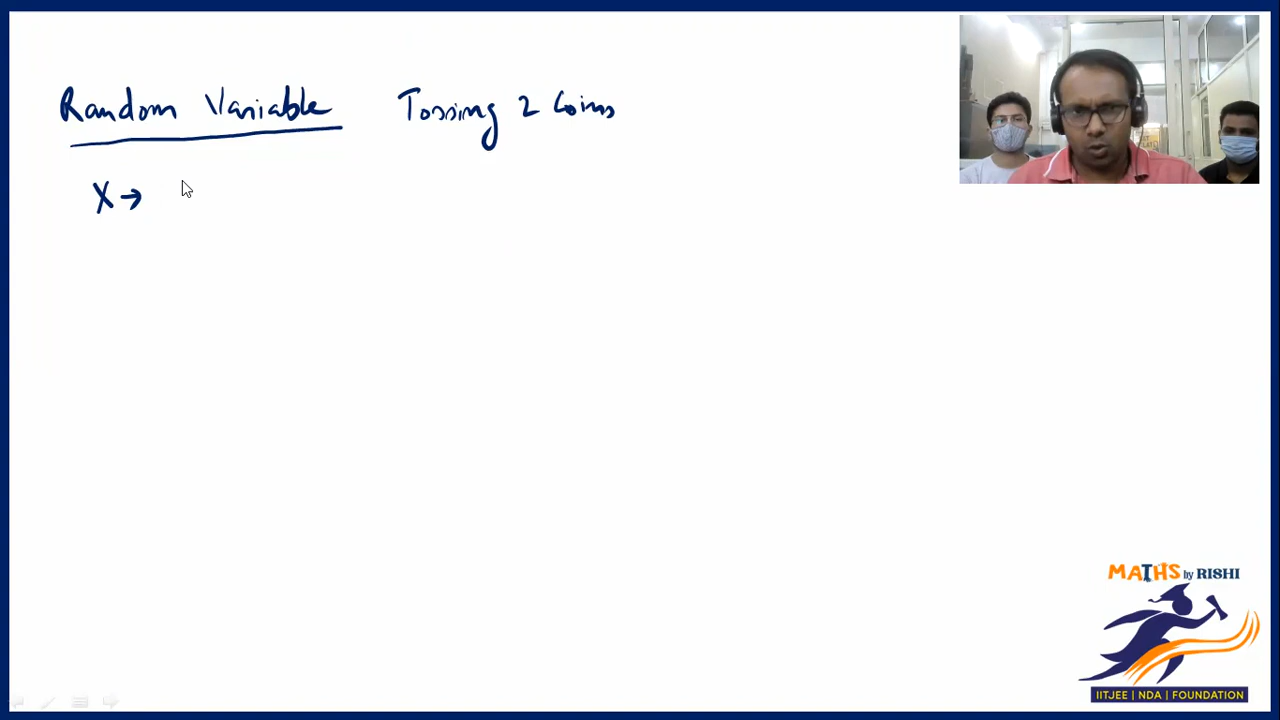 Random Variable Tossing 2 Coins
X →
MATHS by RISHI
IITJEE | NDA | FOUNDATION